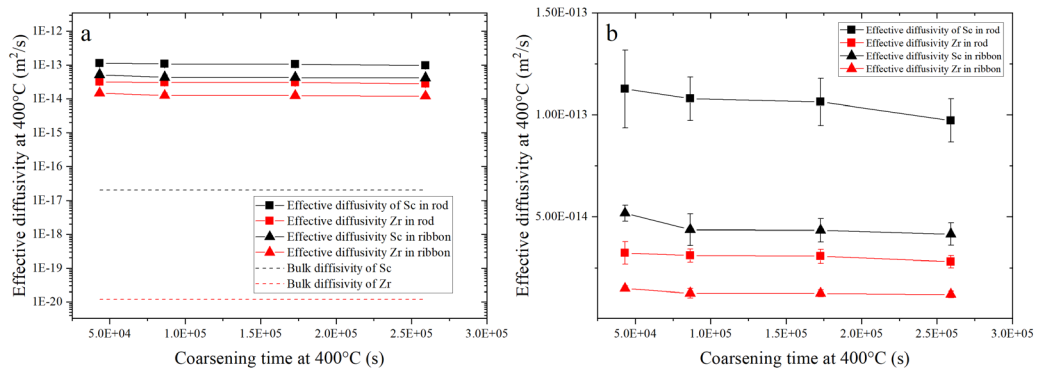 a
Effective diffusivity at 400°C (m²/s)
1E-12
1E-13
1E-14
1E-15
1E-16
1E-17
1E-18
1E-19
1E-20
Effective diffusivity of Sc in rod
Effective diffusivity Zr in rod
Effective diffusivity Sc in ribbon
Effective diffusivity Zr in ribbon
Bulk diffisivity of Sc
Bulk diffisivity of Zr
5.0E+04 1.0E+05 1.5E+05 2.0E+05 2.5E+05 3.0E+05
Coarsening time at 400°C (s)
b
Effective diffusivity at 400°C (m²/s)
1.50E-013
1.00E-013
5.00E-014
Effective diffusivity of Sc in rod
Effective diffusivity Zr in rod
Effective diffusivity Sc in ribbon
Effective diffusivity Zr in ribbon
5.0E+04 1.0E+05 1.5E+05 2.0E+05 2.5E+05 3.0E+05
Coarsening time at 400°C (s)